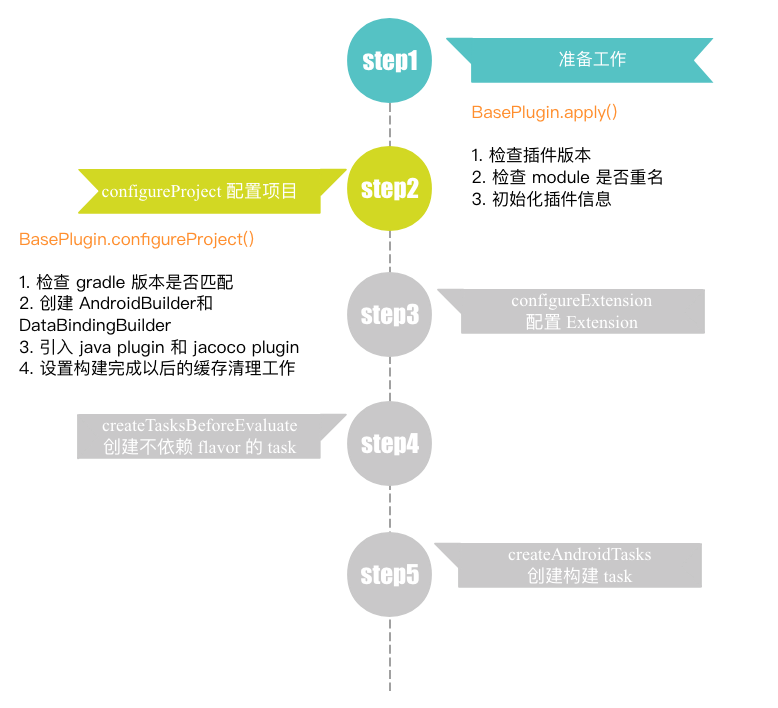 step1
准备工作
BasePlugin.apply()
1. 检查插件版本
2. 检查 module 是否重名
3. 初始化插件信息
step2
configureProject 配置项目
BasePlugin.configureProject()
1. 检查 gradle 版本是否匹配
2. 创建 AndroidBuilder和
DataBindingBuilder
3. 引入 java plugin 和 jacoco plugin
4. 设置构建完成以后的缓存清理工作
step3
configureExtension
配置 Extension
step4
createTasksBeforeEvaluate
创建不依赖 flavor 的 task
step5
createAndroidTasks
创建构建 task